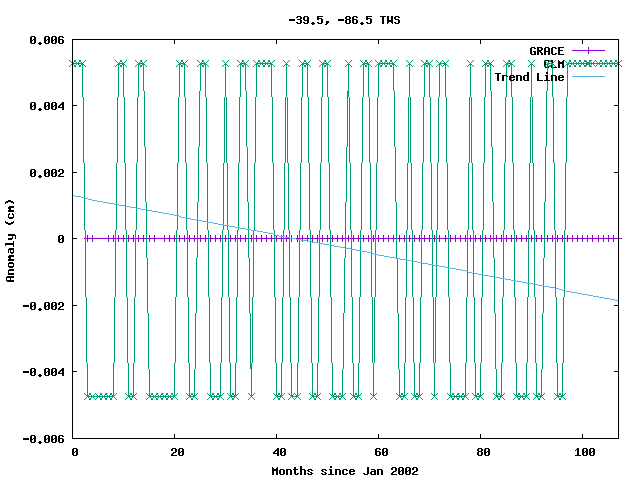 -39.5, -86.5 TWS
0.006
0.004
0.002
0
-0.002
-0.004
-0.006
Anomaly (cm)
GRACE
Trend Line
0 20 40 60 80 100
Months since Jan 2002